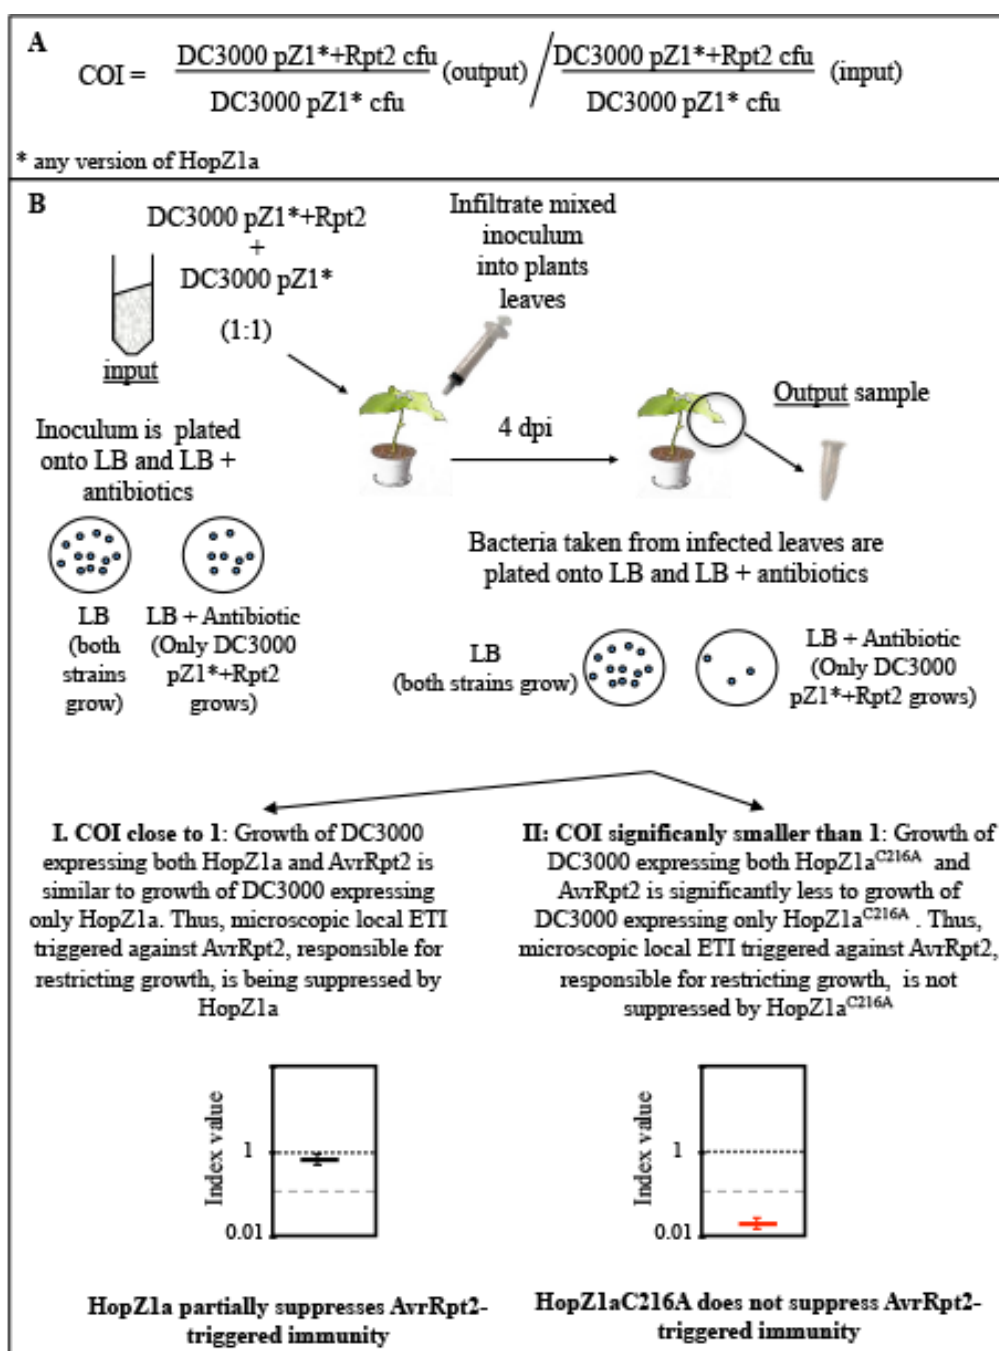 A
COI = DC3000 pZ1*+Rpt2 cfu (output) / DC3000 pZ1*+Rpt2 cfu (input)
DC3000 pZ1* cfu DC3000 pZ1* cfu
* any version of HopZ1a
B
DC3000 pZ1*+Rpt2
+
DC3000 pZ1*
(1:1)
input
Infiltrate mixed
inoculum
into plants
leaves
4 dpi
Output sample
Inoculum is plated
onto LB and LB +
antibiotics
LB
(both
strains
grow)
LB + Antibiotic
(Only DC3000
pZ1*+Rpt2
grows)
Bacteria taken from infected leaves are
plated onto LB and LB + antibiotics
LB
(both strains grow)
LB + Antibiotic
(Only DC3000
pZ1*+Rpt2 grows)
I. COI close to 1: Growth of DC3000
expressing both HopZ1a and AvrRpt2 is
similar to growth of DC3000 expressing
only HopZ1a. Thus, microscopic local ETI
triggered against AvrRpt2, responsible for
restricting growth, is being suppressed by
HopZ1a
II: COI significanly smaller than 1: Growth of
DC3000 expressing both HopZ1aC216A and
AvrRpt2 is significantly less to growth of
DC3000 expressing only HopZ1aC216A . Thus,
microscopic local ETI triggered against AvrRpt2,
responsible for restricting growth, is not
suppressed by HopZ1aC216A
Index value
1
0.01
Index value
1
0.01
HopZ1a partially suppresses AvrRpt2-
triggered immunity
HopZ1aC216A does not suppress AvrRpt2-
triggered immunity